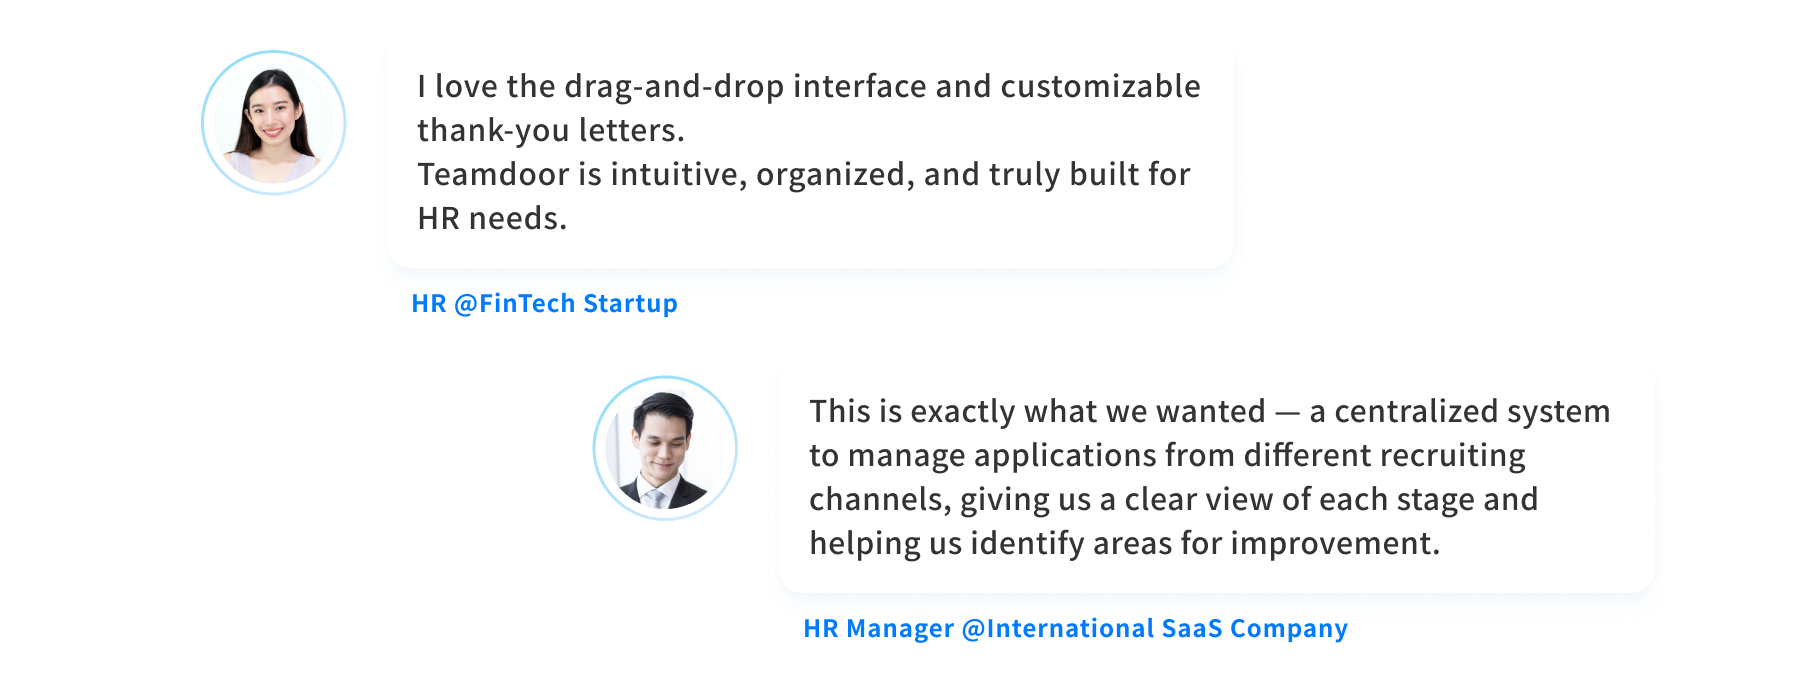 I love the drag-and-drop interface and customizable
thank-you letters.
Teamdoor is intuitive, organized, and truly built for
HR needs.
HR @FinTech Startup
This is exactly what we wanted — a centralized system
to manage applications from different recruiting
channels, giving us a clear view of each stage and
helping us identify areas for improvement.
HR Manager @International SaaS Company